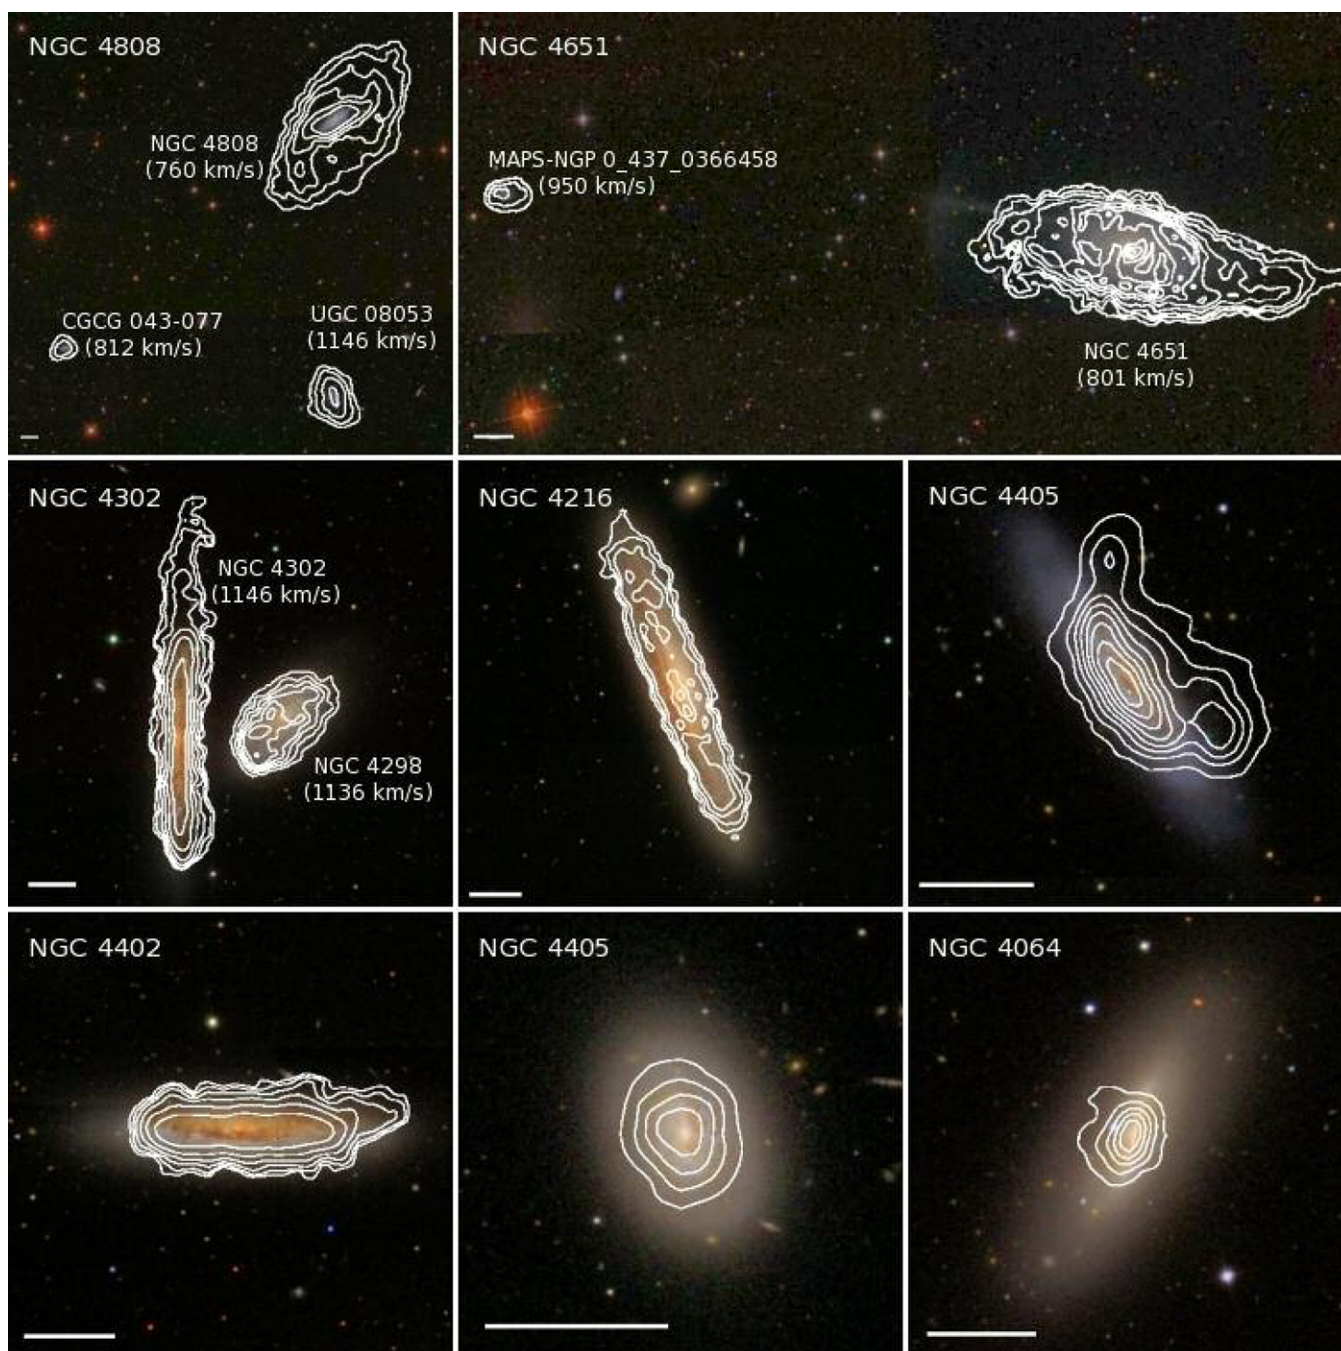 NGC 4808
NGC 4808
(760 km/s)
CGCG 043-077
(812 km/s)
UGC 08053
(1146 km/s)
NGC 4651
MAPS-NGP 0_437_0366458
(950 km/s)
NGC 4651
(801 km/s)
NGC 4302
NGC 4302
(1146 km/s)
NGC 4298
(1136 km/s)
NGC 4216
NGC 4405
NGC 4402
NGC 4405
NGC 4064